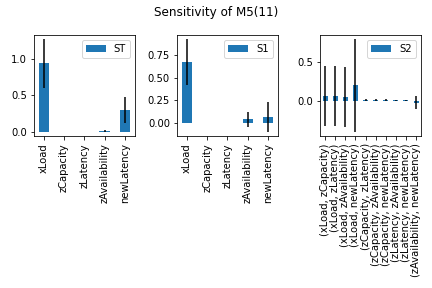 Sensitivity of M5(11)
ST
1.0
0.5
0.0
xLoad
zCapacity
zLatency
zAvailability
newLatency
S1
0.75
0.50
0.25
0.00
xLoad
zCapacity
zLatency
zAvailability
newLatency
S2
0.5
0.0
(xLoad, zCapacity)
(xLoad, zLatency)
(xLoad, zAvailability)
(xLoad, newLatency)
(zCapacity, zLatency)
(zCapacity, zAvailability)
(zCapacity, newLatency)
(zLatency, zAvailability)
(zLatency, newLatency)
(zAvailability, newLatency)